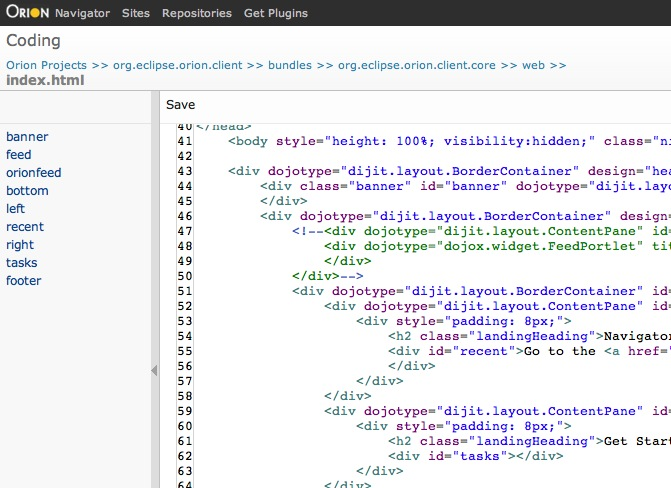 ORION Navigator Sites Repositories Get Plugins
Coding
Orion Projects >> org.eclipse.orion.client >> bundles >> org.eclipse.orion.client.core >> web >>
index.html
Save
banner
feed
orionfeed
bottom
left
recent
right
tasks
footer
40 </head>
41 <body style="height: 100%; visibility:hidden;" class="ni
42
43 <div dojotype="dijit.layout.BorderContainer" design="hea
44 <div class="banner" id="banner" dojotype="dijit.layo
45 </div>
46 <div dojotype="dijit.layout.BorderContainer" design=
47 <!--<div dojotype="dijit.layout.ContentPane" id=
48 <div dojotype="dojox.widget.FeedPortlet" tit
49 </div>
50 </div>-->
51 <div dojotype="dijit.layout.BorderContainer" id=
52 <div dojotype="dijit.layout.ContentPane" id=
53 <div style="padding: 8px;">
54 <h2 class="landingHeading">Navigator
55 <div id="recent">Go to the <a href="
56 </div>
57 </div>
58 </div>
59 <div dojotype="dijit.layout.ContentPane" id=
60 <div style="padding: 8px;">
61 <h2 class="landingHeading">Get Start
62 <div id="tasks"></div>
63 </div>
64 </div>